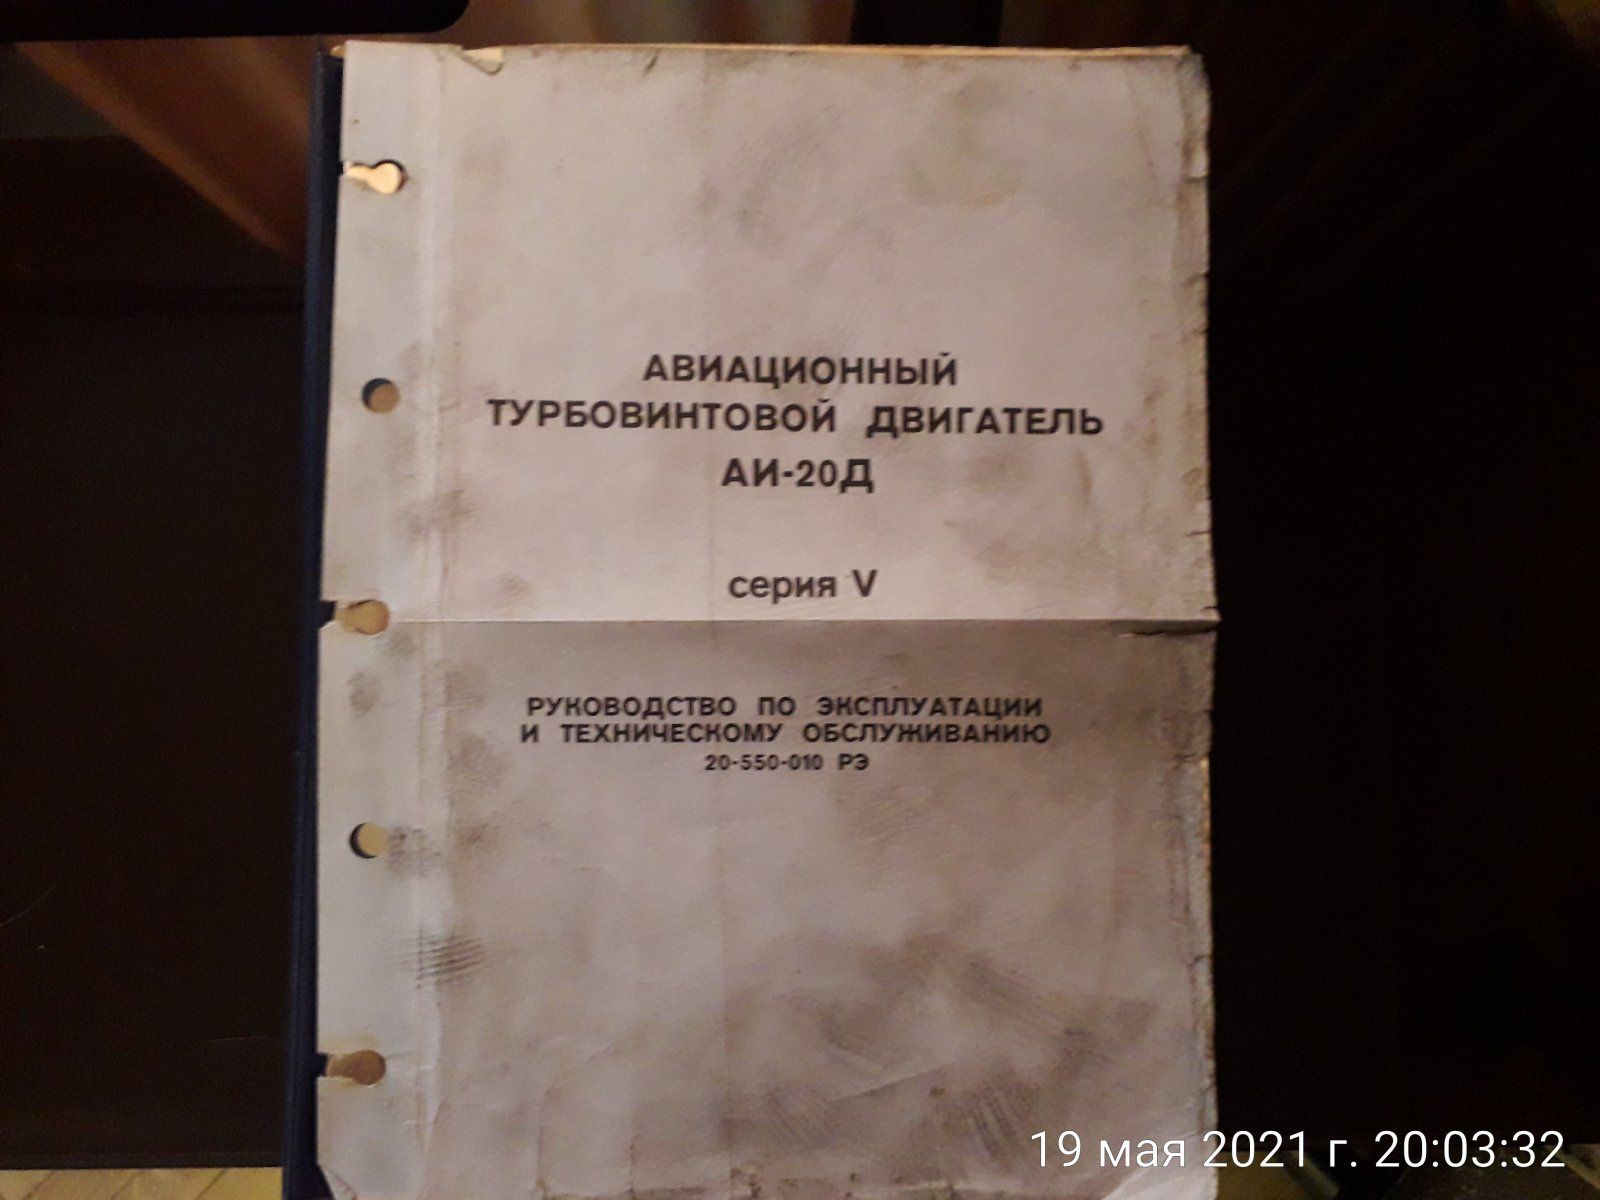 АВИАЦИОННЫЙ
ТУРБОВИНТОВОЙ ДВИГАТЕЛЬ
АИ-20Д
серия V
РУКОВОДСТВО ПО ЭКСПЛУАТАЦИИ
И ТЕХНИЧЕСКОМУ ОБСЛУЖИВАНИЮ
20-550-010 РЭ
19 мая 2021 г. 20:03:32